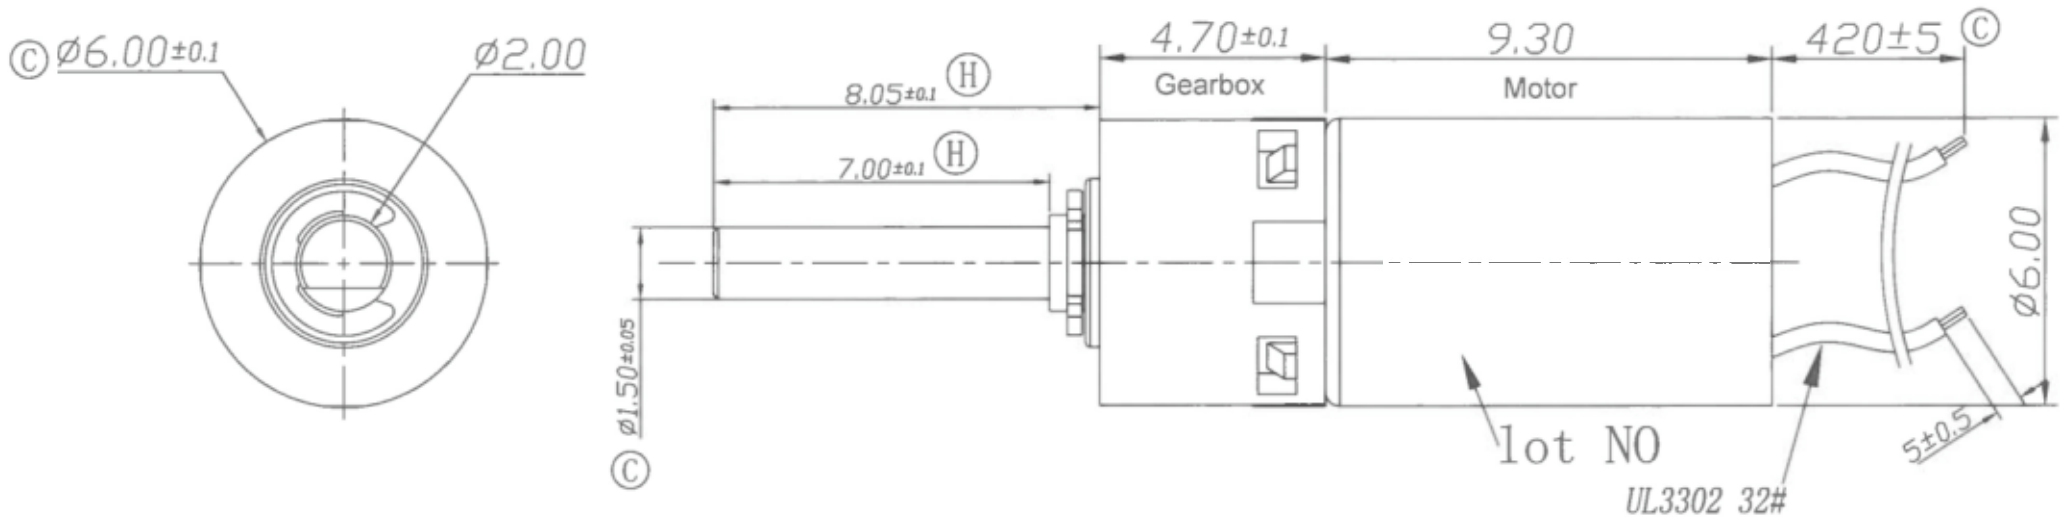 Ⓒ ø6.00±0.1
ø2.00
8.05±0.1 Ⓗ
7.00±0.1 Ⓗ
ø1.50±0.05
Ⓒ
4.70±0.1
Gearbox
9.30
Motor
420±5 Ⓒ
ø6.00
5±0.5
lot NO
UL3302 32#